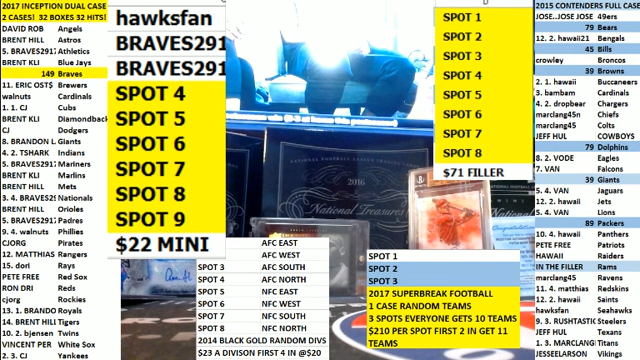 2017 INCEPTION DUAL CASE
2 CASES! 32 BOXES 32 HITS!
DAVID ROB Angels
BRENT HILL Astros
5. BRAVES291 Athletics
BRENT KLI Blue Jays
149 Braves
11. ERIC OST$ Brewers
walnuts Cardinals
1. 1. CJ Cubs
BRENT KLI Diamondback
CJ Dodgers
8. BRANDON L Giants
4. 2. TSHARK Indians
5. BRAVES291 Mariners
BRENT KLI Marlins
BRENT HILL Mets
3. 4. BRAVES Nationals
BRENT HILL Orioles
5. BRAVES291 Padres
9. 4. walnuts Phillies
CJORG Pirates
12. MATTHIAS Rangers
15. dorl Rays
PETE FREE Red Sox
RON DRI Reds
cjorg Rockies
13. 1. BRANDO Royals
14. BRENT HILL Tigers
10. 2. bjensen Twins
VINCENT PER White Sox
2. 3. CJ Yankees
hawksfan
BRAVES291
BRAVES291
SPOT 4
SPOT 5
SPOT 6
SPOT 7
SPOT 8
SPOT 9
$22 MINI
2016
National Treasures
AFC EAST
AFC WEST
SPOT 3 AFC SOUTH
SPOT 4 AFC NORTH
SPOT 5 NFC EAST
SPOT 6 NFC WEST
SPOT 7 NFC SOUTH
SPOT 8 NFC NORTH
2014 BLACK GOLD RANDOM DIVS
$23 A DIVISON FIRST 4 IN @$20
SPOT 1
SPOT 2
SPOT 3
2017 SUPERBREAK FOOTBALL
1 CASE RANDOM TEAMS
3 SPOTS EVERYONE GETS 10 TEAMS
$210 PER SPOT FIRST 2 IN GET 11
TEAMS
SPOT 1
SPOT 2
SPOT 3
SPOT 4
SPOT 5
SPOT 6
SPOT 7
SPOT 8
$71 FILLER
2015 CONTENDERS FULL CASE
JOSE..JOSE JOSE 49ers
79 Bears
12. 2. hawaii21 Bengals
45 Bills
crowley Broncos
39 Browns
2. 1. hawaii Buccaneers
3. bambam Cardinals
4. 2. dropbear Chargers
marclang45n Chiefs
marclang45 Colts
JEFF HUL COWBOYS
79 Dolphins
8. 2. VODE Eagles
7. VAN Falcons
39 Giants
5. 4. VAN Jaguars
12. 2. hawaii Jets
5. 4. VAN Lions
89 Packers
10. 4. hawaii Panthers
PETE FREE Patriots
HAWAII Raiders
IN THE FILLER Rams
marclang45 Ravens
11. 4. matthias Redskins
12. 2. hawaii Saints
hawksfan Seahawks
9. 3. RUSHTASTIC Steelers
JEFF HUL Texans
1. 3. MARCLANG Titans
JESSEELARSON Vikings